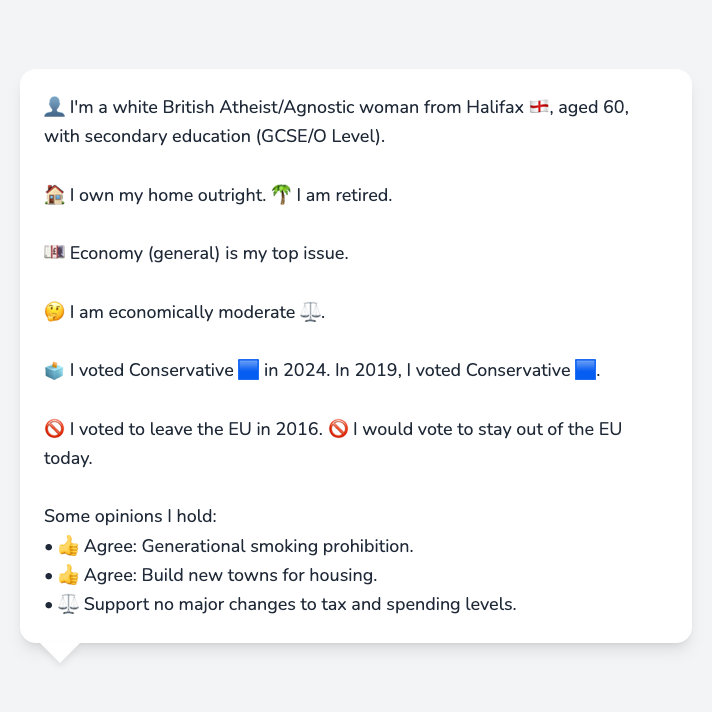 👤 I'm a white British Atheist/Agnostic woman from Halifax 🏴󠁧󠁢󠁥󠁮󠁧󠁿, aged 60,
with secondary education (GCSE/O Level).
🏠 I own my home outright. 🌴 I am retired.
💷 Economy (general) is my top issue.
🤔 I am economically moderate ⚖️.
🗳️ I voted Conservative 🟦 in 2024. In 2019, I voted Conservative 🟦.
🚫 I voted to leave the EU in 2016. 🚫 I would vote to stay out of the EU
today.
Some opinions I hold:
• 👍 Agree: Generational smoking prohibition.
• 👍 Agree: Build new towns for housing.
• ⚖️ Support no major changes to tax and spending levels.